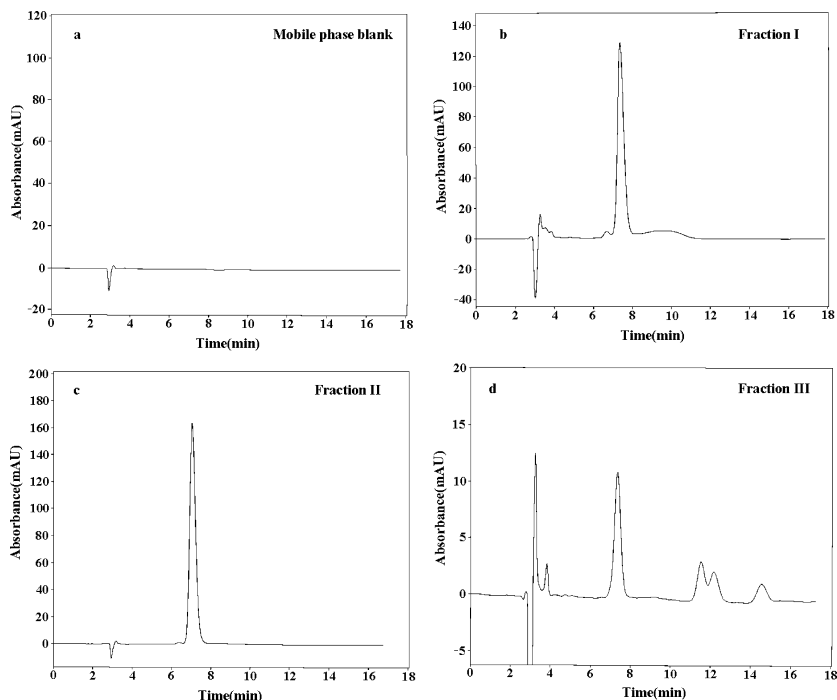 a Mobile phase blank
Absorbance(mAU)
120
100
80
60
40
20
0
-20
0 2 4 6 8 10 12 14 16 18
Time(min)
b Fraction I
Absorbance(mAU)
140
120
100
80
60
40
20
0
-20
-40
0 2 4 6 8 10 12 14 16 18
Time(min)
c Fraction II
Absorbance(mAU)
200
180
160
140
120
100
80
60
40
20
0
0 2 4 6 8 10 12 14 16 18
Time(min)
d Fraction III
Absorbance(mAU)
20
15
10
5
0
-5
0 2 4 6 8 10 12 14 16 18
Time(min)